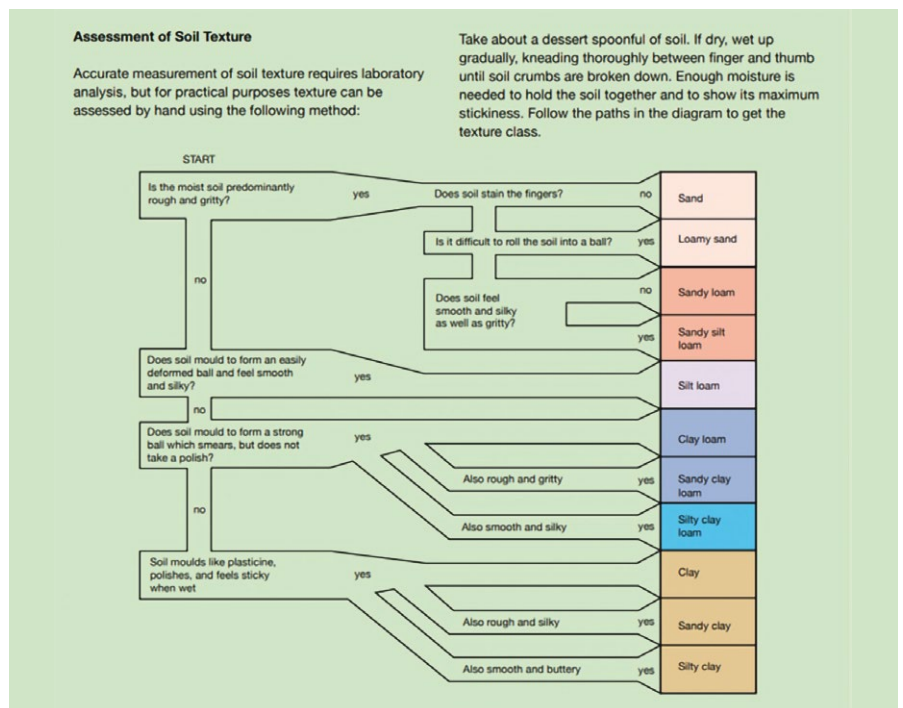 Assessment of Soil Texture
Accurate measurement of soil texture requires laboratory
analysis, but for practical purposes texture can be
assessed by hand using the following method:
Take about a dessert spoonful of soil. If dry, wet up
gradually, kneading thoroughly between finger and thumb
until soil crumbs are broken down. Enough moisture is
needed to hold the soil together and to show its maximum
stickiness. Follow the paths in the diagram to get the
texture class.
START
Is the moist soil predominantly
rough and gritty?
yes
Does soil stain the fingers?
no
Sand
Is it difficult to roll the soil into a ball?
yes
Loamy sand
no
Does soil feel
smooth and silky
as well as gritty?
no
Sandy loam
yes
Sandy silt
loam
Does soil mould to form an easily
deformed ball and feel smooth
and silky?
yes
Silt loam
no
Does soil mould to form a strong
ball which smears, but does not
take a polish?
yes
Clay loam
Also rough and gritty
yes
Sandy clay
loam
Also smooth and silky
yes
Silty clay
loam
no
Soil moulds like plasticine,
polishes, and feels sticky
when wet
yes
Clay
Also rough and silky
yes
Sandy clay
Also smooth and buttery
yes
Silty clay